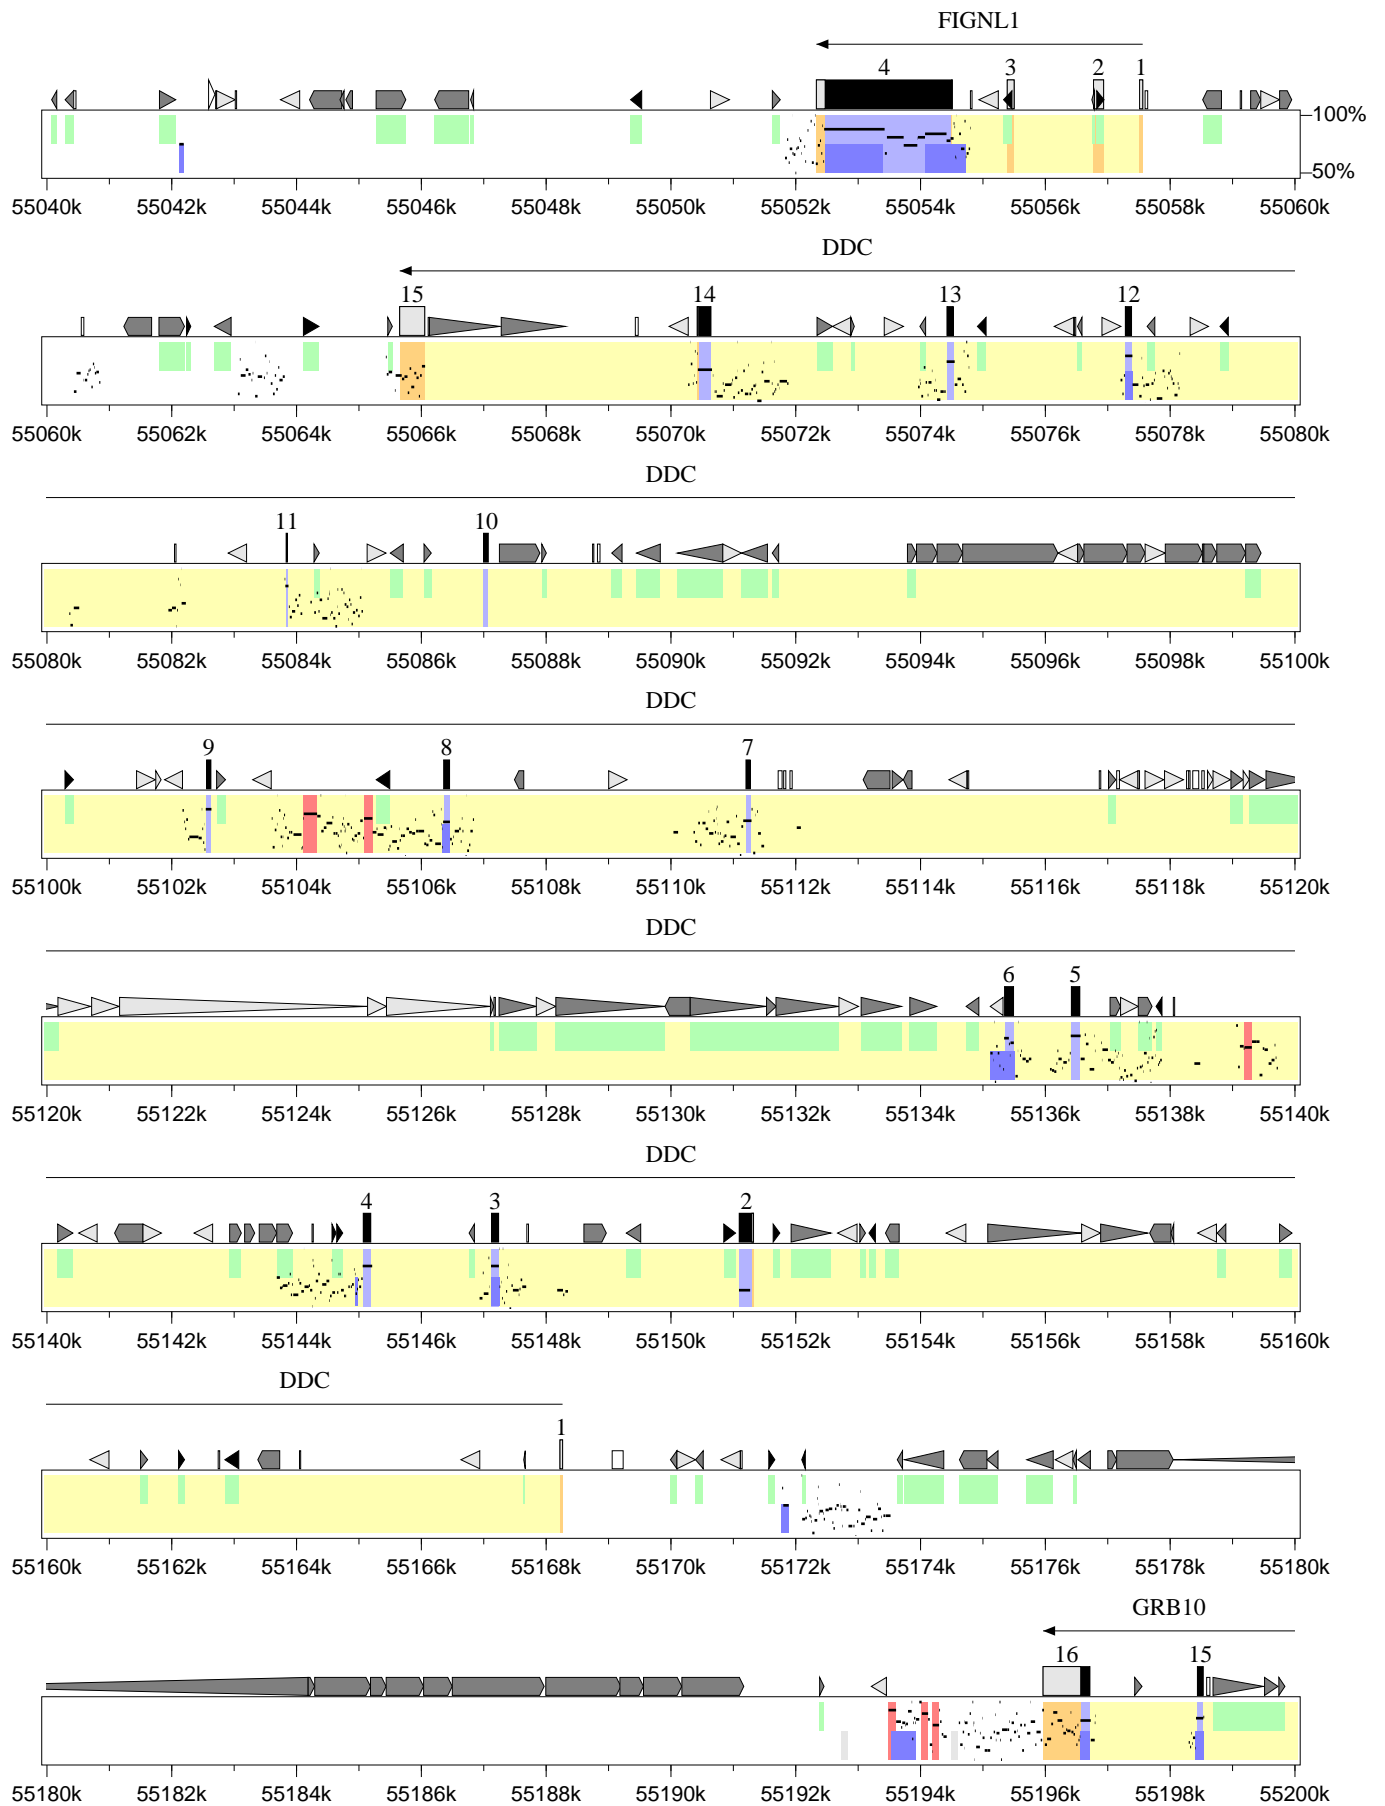 FIGNL1
4 3 2 1
100%
50%
55040k 55042k 55044k 55046k 55048k 55050k 55052k 55054k 55056k 55058k 55060k
DDC
15 14 13 12
55060k 55062k 55064k 55066k 55068k 55070k 55072k 55074k 55076k 55078k 55080k
DDC
11 10
55080k 55082k 55084k 55086k 55088k 55090k 55092k 55094k 55096k 55098k 55100k
DDC
9 8 7
55100k 55102k 55104k 55106k 55108k 55110k 55112k 55114k 55116k 55118k 55120k
DDC
6 5
55120k 55122k 55124k 55126k 55128k 55130k 55132k 55134k 55136k 55138k 55140k
DDC
4 3 2
55140k 55142k 55144k 55146k 55148k 55150k 55152k 55154k 55156k 55158k 55160k
DDC
1
55160k 55162k 55164k 55166k 55168k 55170k 55172k 55174k 55176k 55178k 55180k
GRB10
16 15
55180k 55182k 55184k 55186k 55188k 55190k 55192k 55194k 55196k 55198k 55200k